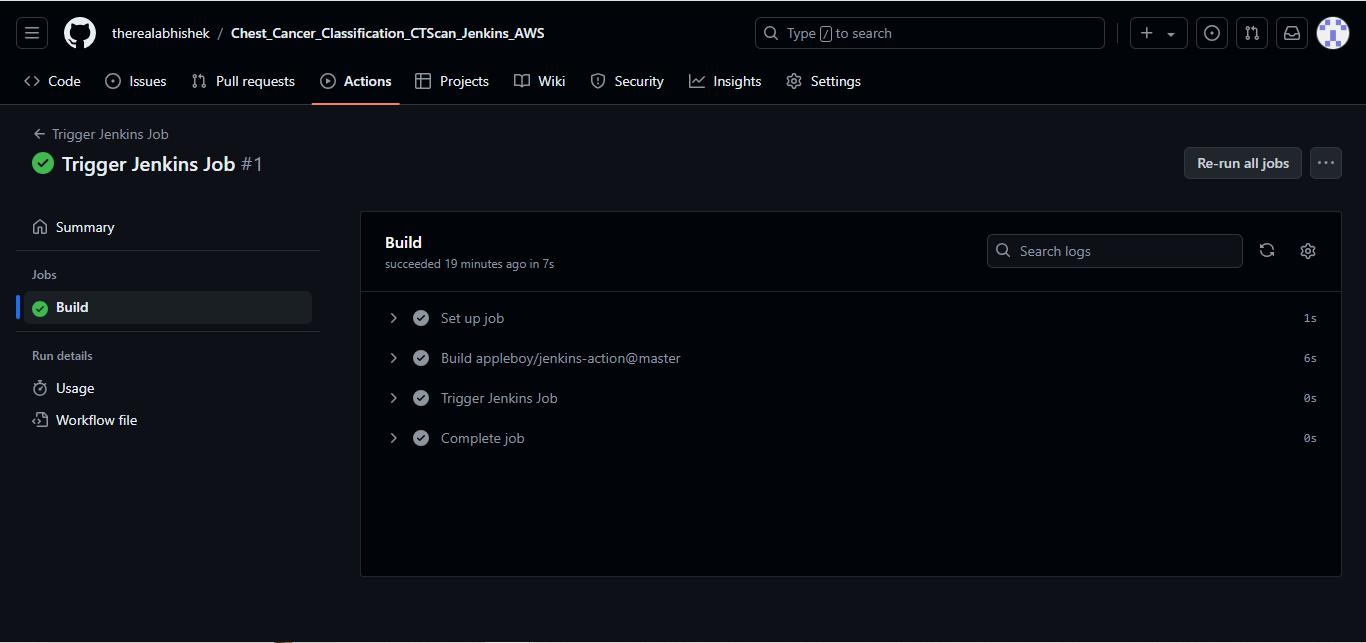 therealabhishek / Chest_Cancer_Classification_CTScan_Jenkins_AWS
Type / to search
Code Issues Pull requests Actions Projects Wiki Security Insights Settings
Trigger Jenkins Job
Trigger Jenkins Job #1
Re-run all jobs
Summary
Jobs
Build
Run details
Usage
Workflow file
Build
succeeded 19 minutes ago in 7s
Search logs
Set up job 1s
Build appleboy/jenkins-action@master 6s
Trigger Jenkins Job 0s
Complete job 0s